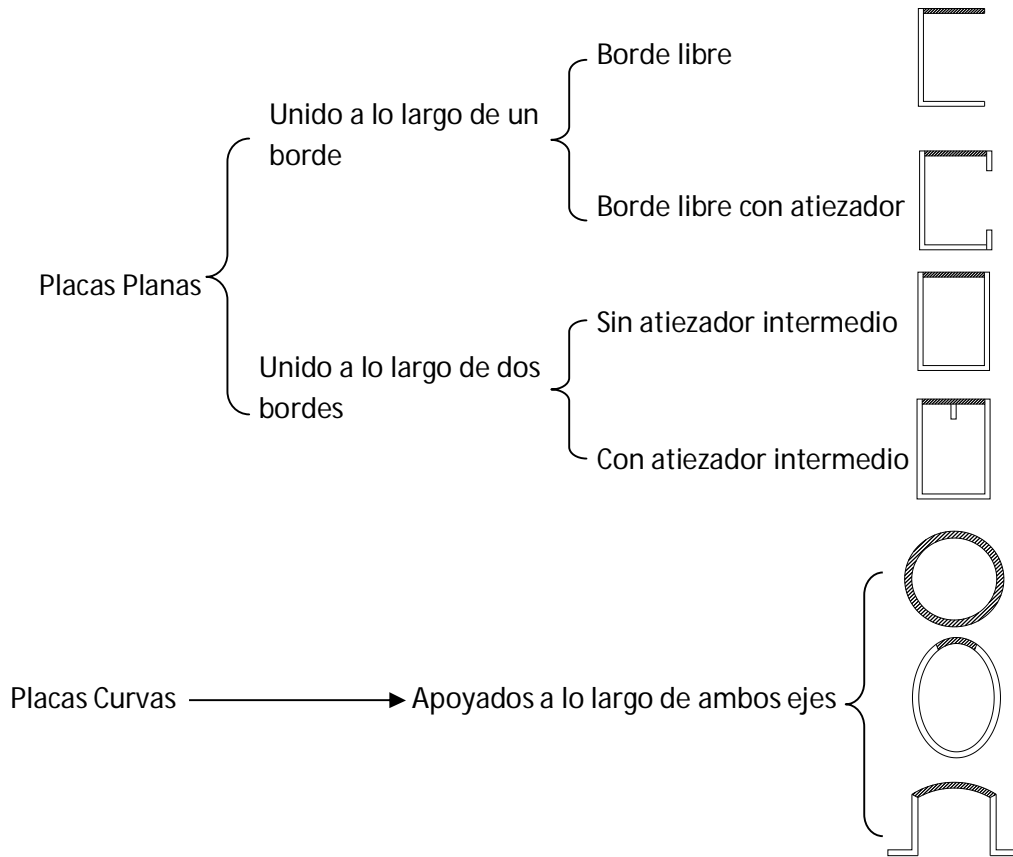 Borde libre
Unido a lo largo de un
borde
Borde libre con atiezador
Placas Planas
Sin atiezador intermedio
Unido a lo largo de dos
bordes
Con atiezador intermedio
Placas Curvas
Apoyados a lo largo de ambos ejes